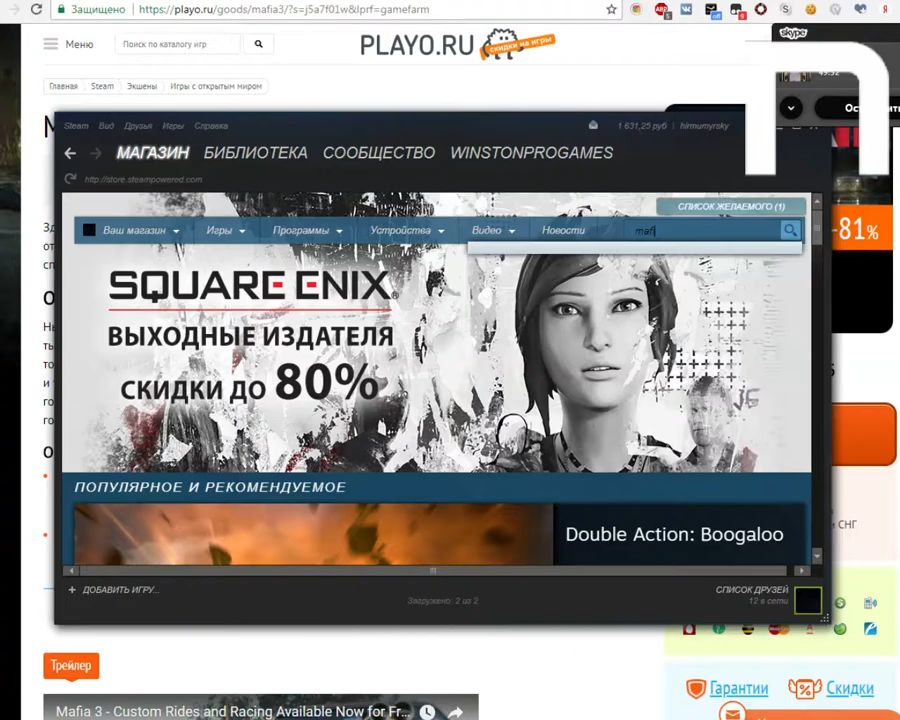 Защищено https://playo.ru/goods/mafia3/?s=j5a7f01w&lprf=gamefarm
Меню
Поиск по каталогу игр
PLAYO.RU
скидки на игры
skype
Главная
Steam
Экшены
Игры с открытым миром
Steam Вид Друзья Игры Справка
1 631,25 руб hirmumyrsky
МАГАЗИН БИБЛИОТЕКА СООБЩЕСТВО WINSTONPROGAMES
http://store.steampowered.com
СПИСОК ЖЕЛАЕМОГО (1)
Ваш магазин Игры Программы Устройства Видео Новости mafi
-81%
SQUARE ENIX
ВЫХОДНЫЕ ИЗДАТЕЛЯ
СКИДКИ ДО 80%
ПОПУЛЯРНОЕ И РЕКОМЕНДУЕМОЕ
СНГ
Double Action: Boogaloo
+ ДОБАВИТЬ ИГРУ...
Загружено: 2 из 2
СПИСОК ДРУЗЕЙ
12 в сети
Трейлер
Гарантии
Скидки
Mafia 3 - Custom Rides and Racing Available Now for Fr...